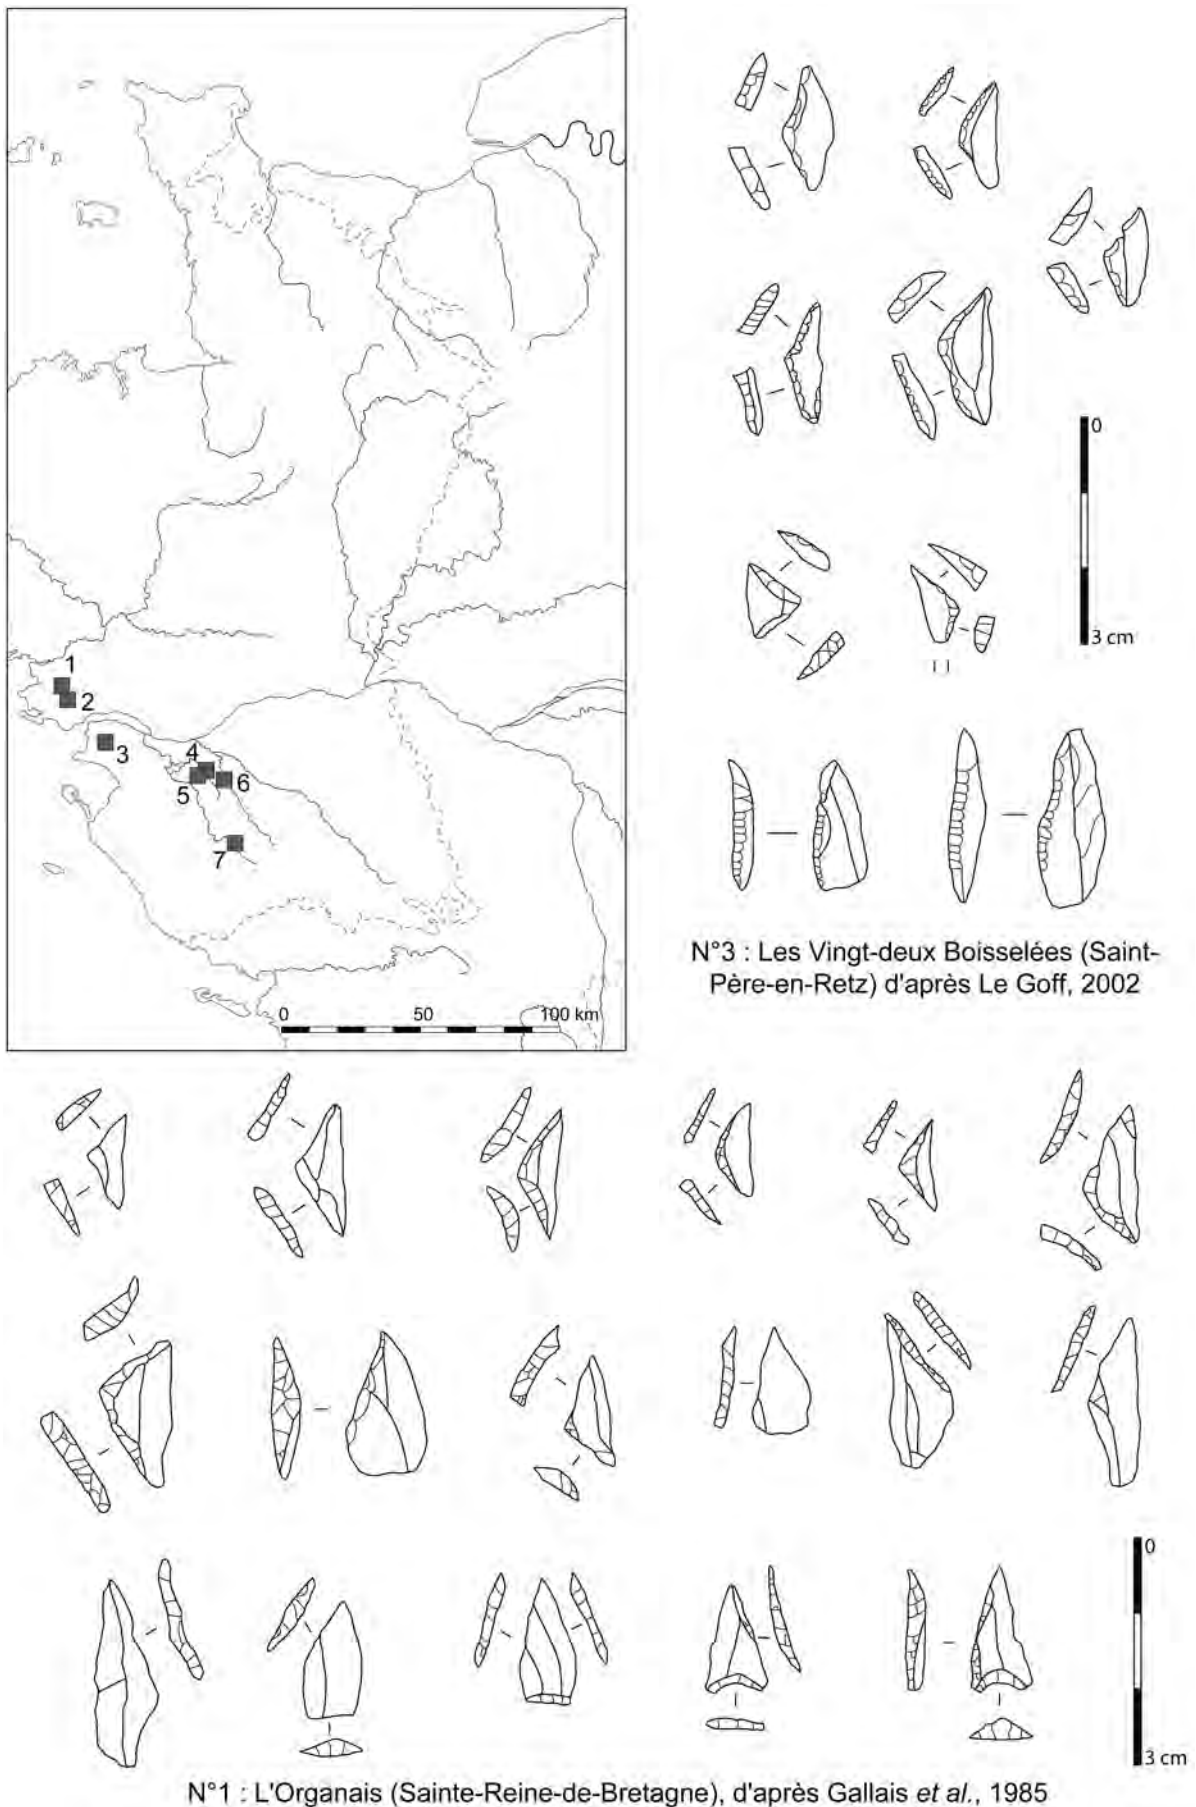 1
2
3
4
5
6
7
0 50 100 km
0
3 cm
N°3 : Les Vingt-deux Boisselées (Saint-
Père-en-Retz) d'après Le Goff, 2002
0
3 cm
N°1 : L'Organais (Sainte-Reine-de-Bretagne), d'après Gallais et al., 1985